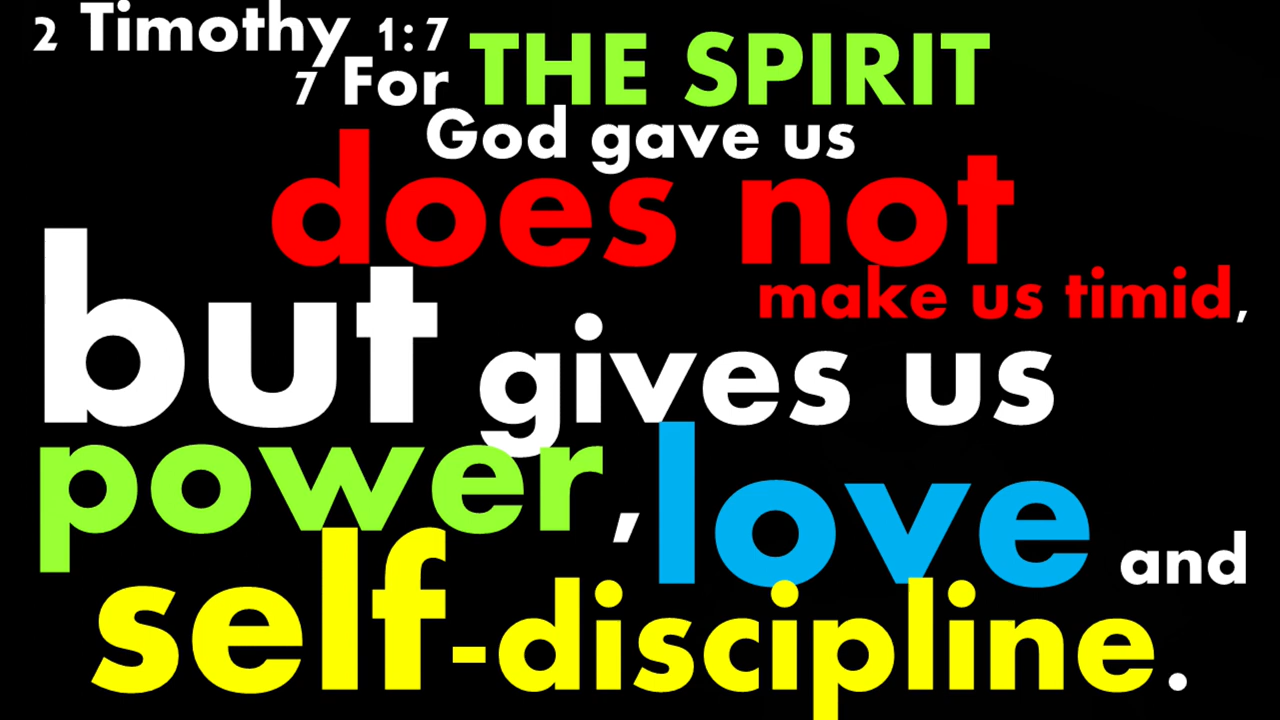 2 Timothy 1:7
7 For THE SPIRIT
God gave us
does not
make us timid,
but gives us
power, love and
self-discipline.